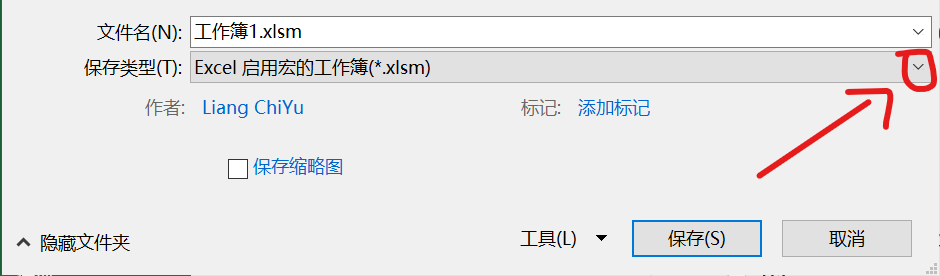 文件名(N): 工作簿1.xlsm
保存类型(T): Excel 启用宏的工作簿(*.xlsm)
作者: Liang ChiYu 标记: 添加标记
保存缩略图
隐藏文件夹 工具(L) 保存(S) 取消